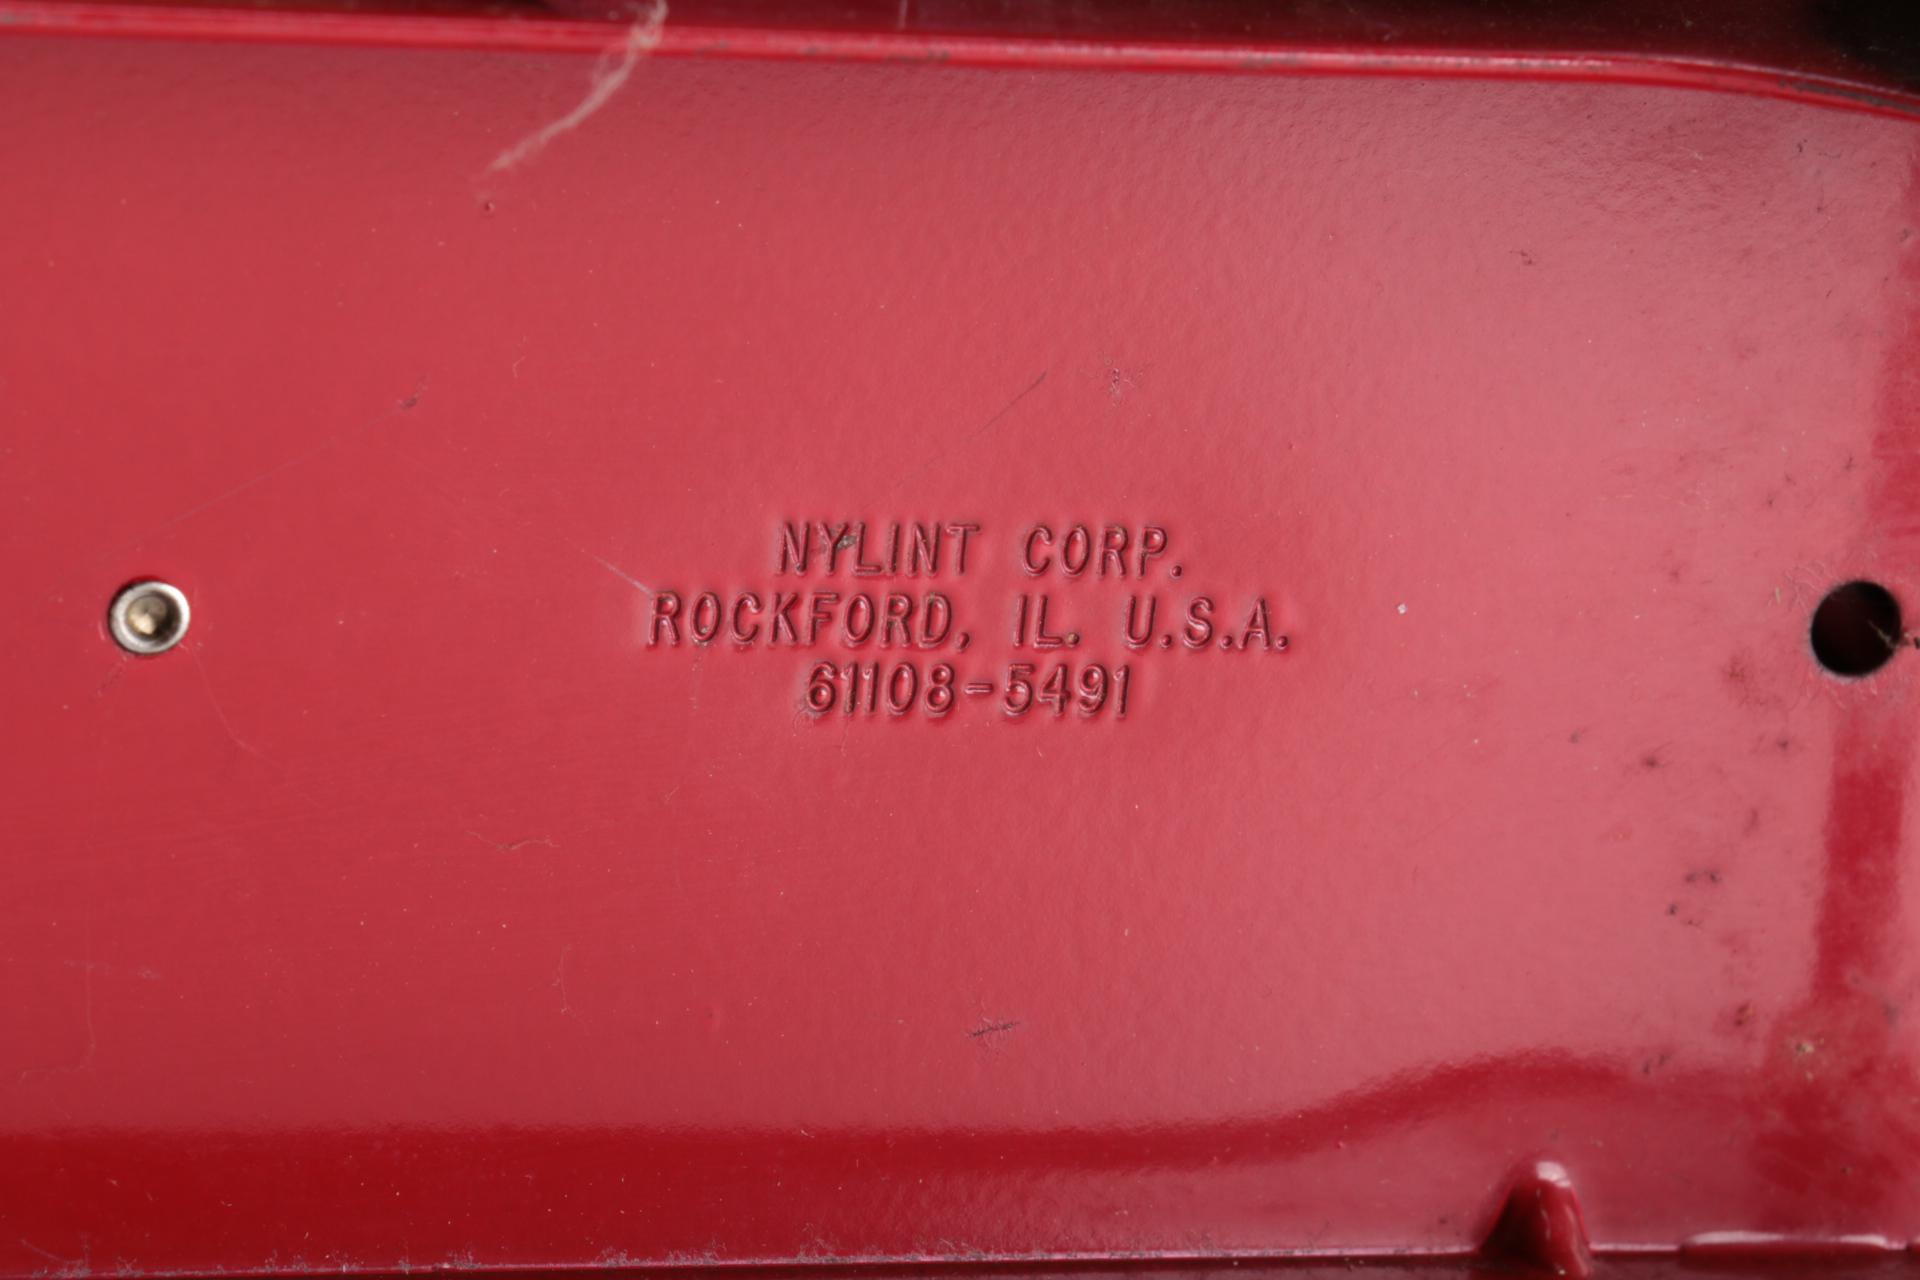 NYLINT CORP.
ROCKFORD, IL. U.S.A.
61108-5491